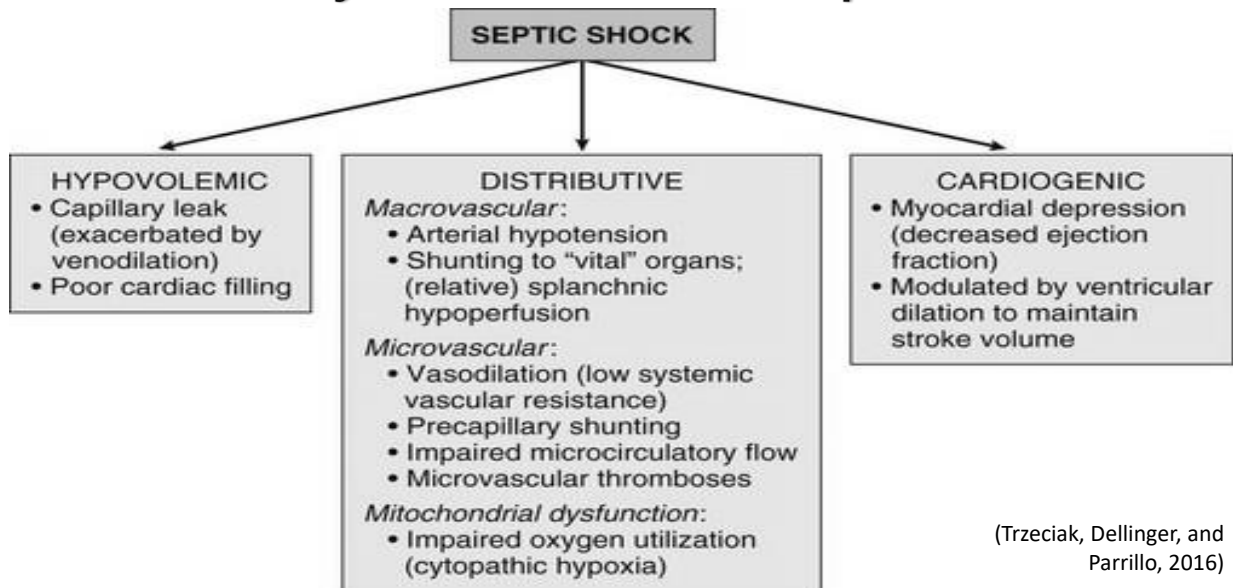 SEPTIC SHOCK
HYPOVOLEMIC
• Capillary leak
(exacerbated by
venodilation)
• Poor cardiac filling
DISTRIBUTIVE
Macrovascular:
• Arterial hypotension
• Shunting to “vital” organs;
(relative) splanchnic
hypoperfusion
Microvascular:
• Vasodilation (low systemic
vascular resistance)
• Precapillary shunting
• Impaired microcirculatory flow
• Microvascular thromboses
Mitochondrial dysfunction:
• Impaired oxygen utilization
(cytopathic hypoxia)
CARDIOGENIC
• Myocardial depression
(decreased ejection
fraction)
• Modulated by ventricular
dilation to maintain
stroke volume
(Trzeciak, Dellinger, and
Parrillo, 2016)